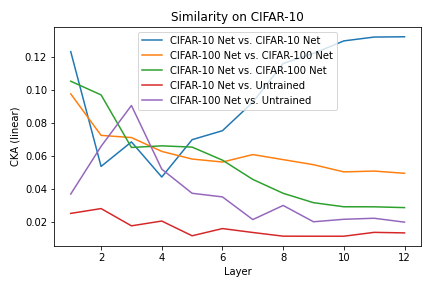 Similarity on CIFAR-10
CIFAR-10 Net vs. CIFAR-10 Net
CIFAR-100 Net vs. CIFAR-100 Net
CIFAR-10 Net vs. CIFAR-100 Net
CIFAR-10 Net vs. Untrained
CIFAR-100 Net vs. Untrained
CKA (linear)
0.12
0.10
0.08
0.06
0.04
0.02
2 4 6 8 10 12
Layer